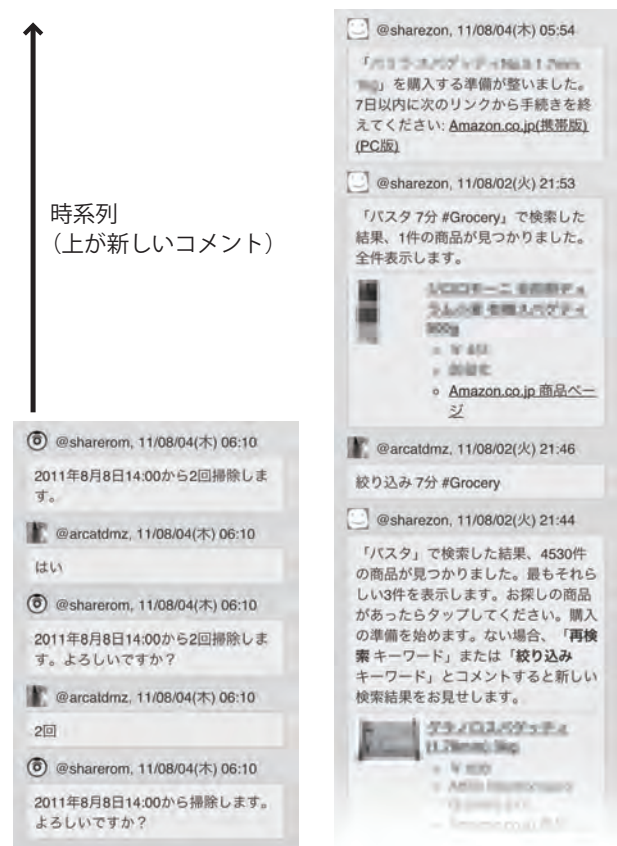 時系列
（上が新しいコメント）
@sharerom, 11/08/04(木) 06:10
2011年8月8日14:00から2回掃除しま
す。
@arcatdmz, 11/08/04(木) 06:10
はい
@sharerom, 11/08/04(木) 06:10
2011年8月8日14:00から2回掃除しま
す。よろしいですか？
@arcatdmz, 11/08/04(木) 06:10
2回
@sharerom, 11/08/04(木) 06:10
2011年8月8日14:00から掃除します。
よろしいですか？
@sharezon, 11/08/04(木) 05:54
」を購入する準備が整いました。
7日以内に次のリンクから手続きを終
えてください: Amazon.co.jp(携帯版)
(PC版)
@sharezon, 11/08/02(火) 21:53
「パスタ 7分 #Grocery」で検索した
結果、1件の商品が見つかりました。
全件表示します。
Amazon.co.jp 商品ペー
ジ
@arcatdmz, 11/08/02(火) 21:46
絞り込み 7分 #Grocery
@sharezon, 11/08/02(火) 21:44
「パスタ」で検索した結果、4530件
の商品が見つかりました。最もそれら
しい3件を表示します。お探しの商品
があったらタップしてください。購入
の準備を始めます。ない場合、「再検
索 キーワード」または「絞り込み
キーワード」とコメントすると新しい
検索結果をお見せします。